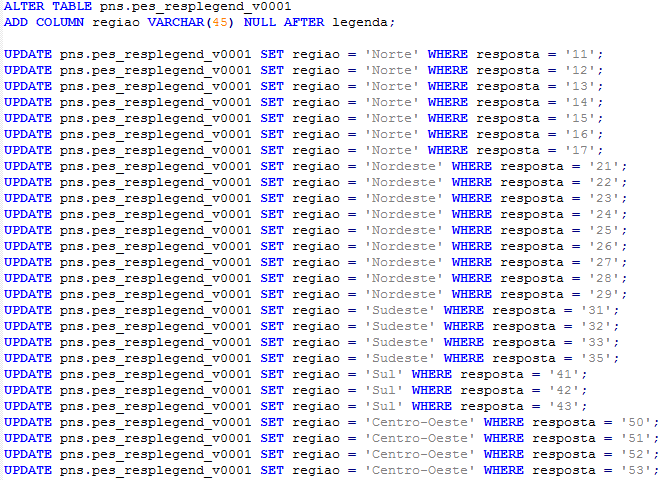 ALTER TABLE pns.pes_resplegend_v0001
ADD COLUMN regiao VARCHAR(45) NULL AFTER legenda;
UPDATE pns.pes_resplegend_v0001 SET regiao = 'Norte' WHERE resposta = '11';
UPDATE pns.pes_resplegend_v0001 SET regiao = 'Norte' WHERE resposta = '12';
UPDATE pns.pes_resplegend_v0001 SET regiao = 'Norte' WHERE resposta = '13';
UPDATE pns.pes_resplegend_v0001 SET regiao = 'Norte' WHERE resposta = '14';
UPDATE pns.pes_resplegend_v0001 SET regiao = 'Norte' WHERE resposta = '15';
UPDATE pns.pes_resplegend_v0001 SET regiao = 'Norte' WHERE resposta = '16';
UPDATE pns.pes_resplegend_v0001 SET regiao = 'Norte' WHERE resposta = '17';
UPDATE pns.pes_resplegend_v0001 SET regiao = 'Nordeste' WHERE resposta = '21';
UPDATE pns.pes_resplegend_v0001 SET regiao = 'Nordeste' WHERE resposta = '22';
UPDATE pns.pes_resplegend_v0001 SET regiao = 'Nordeste' WHERE resposta = '23';
UPDATE pns.pes_resplegend_v0001 SET regiao = 'Nordeste' WHERE resposta = '24';
UPDATE pns.pes_resplegend_v0001 SET regiao = 'Nordeste' WHERE resposta = '25';
UPDATE pns.pes_resplegend_v0001 SET regiao = 'Nordeste' WHERE resposta = '26';
UPDATE pns.pes_resplegend_v0001 SET regiao = 'Nordeste' WHERE resposta = '27';
UPDATE pns.pes_resplegend_v0001 SET regiao = 'Nordeste' WHERE resposta = '28';
UPDATE pns.pes_resplegend_v0001 SET regiao = 'Nordeste' WHERE resposta = '29';
UPDATE pns.pes_resplegend_v0001 SET regiao = 'Sudeste' WHERE resposta = '31';
UPDATE pns.pes_resplegend_v0001 SET regiao = 'Sudeste' WHERE resposta = '32';
UPDATE pns.pes_resplegend_v0001 SET regiao = 'Sudeste' WHERE resposta = '33';
UPDATE pns.pes_resplegend_v0001 SET regiao = 'Sudeste' WHERE resposta = '35';
UPDATE pns.pes_resplegend_v0001 SET regiao = 'Sul' WHERE resposta = '41';
UPDATE pns.pes_resplegend_v0001 SET regiao = 'Sul' WHERE resposta = '42';
UPDATE pns.pes_resplegend_v0001 SET regiao = 'Sul' WHERE resposta = '43';
UPDATE pns.pes_resplegend_v0001 SET regiao = 'Centro-Oeste' WHERE resposta = '50';
UPDATE pns.pes_resplegend_v0001 SET regiao = 'Centro-Oeste' WHERE resposta = '51';
UPDATE pns.pes_resplegend_v0001 SET regiao = 'Centro-Oeste' WHERE resposta = '52';
UPDATE pns.pes_resplegend_v0001 SET regiao = 'Centro-Oeste' WHERE resposta = '53';